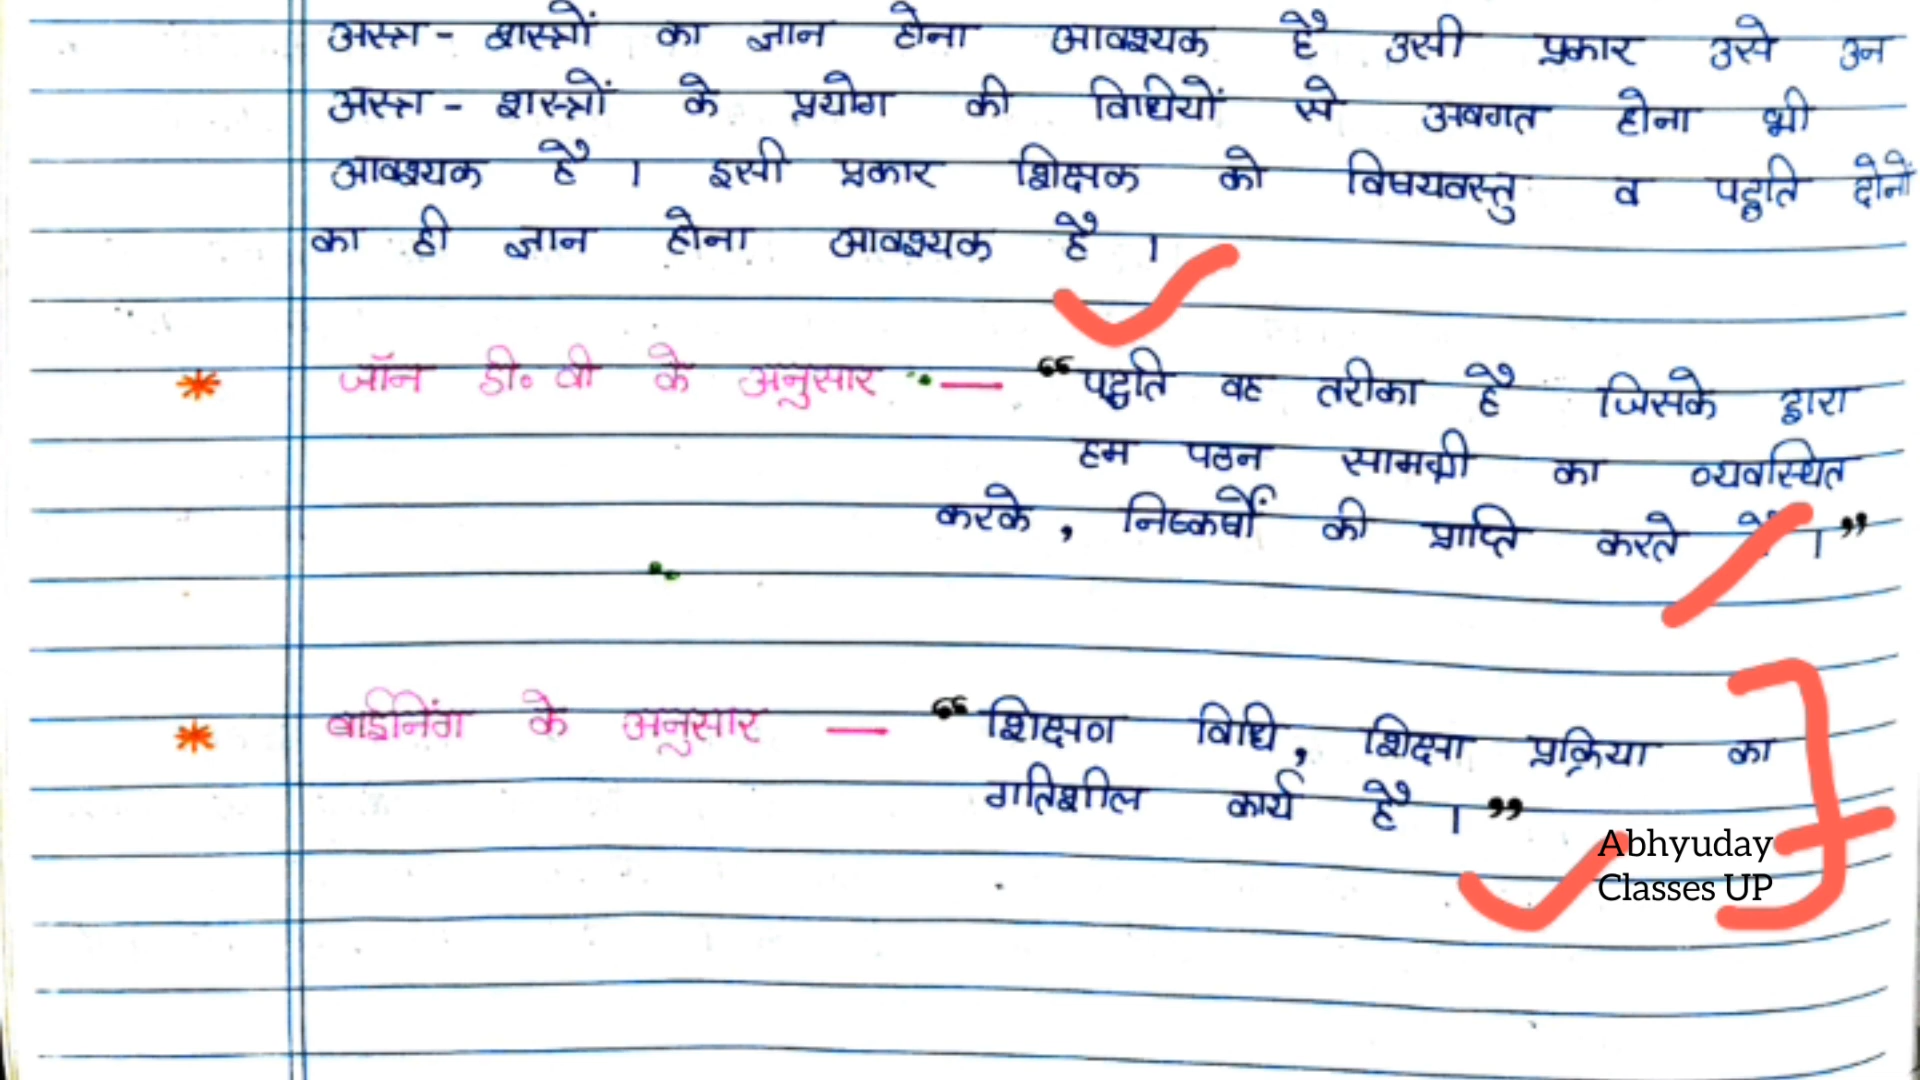 अस्त्र - शस्त्रों का ज्ञान होना आवश्यक है उसी प्रकार उसे उन
अस्त्र - शस्त्रों के प्रयोग की विधियों से अवगत होना भी
आवश्यक है । इसी प्रकार शिक्षक को विषयवस्तु व पद्धति दोनों
का ही ज्ञान होना आवश्यक है ।
* जॉन डी॰ वी के अनुसार — “पद्धति वह तरीका है जिसके द्वारा
हम पठन सामग्री का व्यवस्थित
करके , निष्कर्षों की प्राप्ति करते है ।”
* बाईनिंग के अनुसार — “शिक्षण विधि, शिक्षा प्रक्रिया का
गतिशील कार्य है ।”
Abhyuday
Classes UP